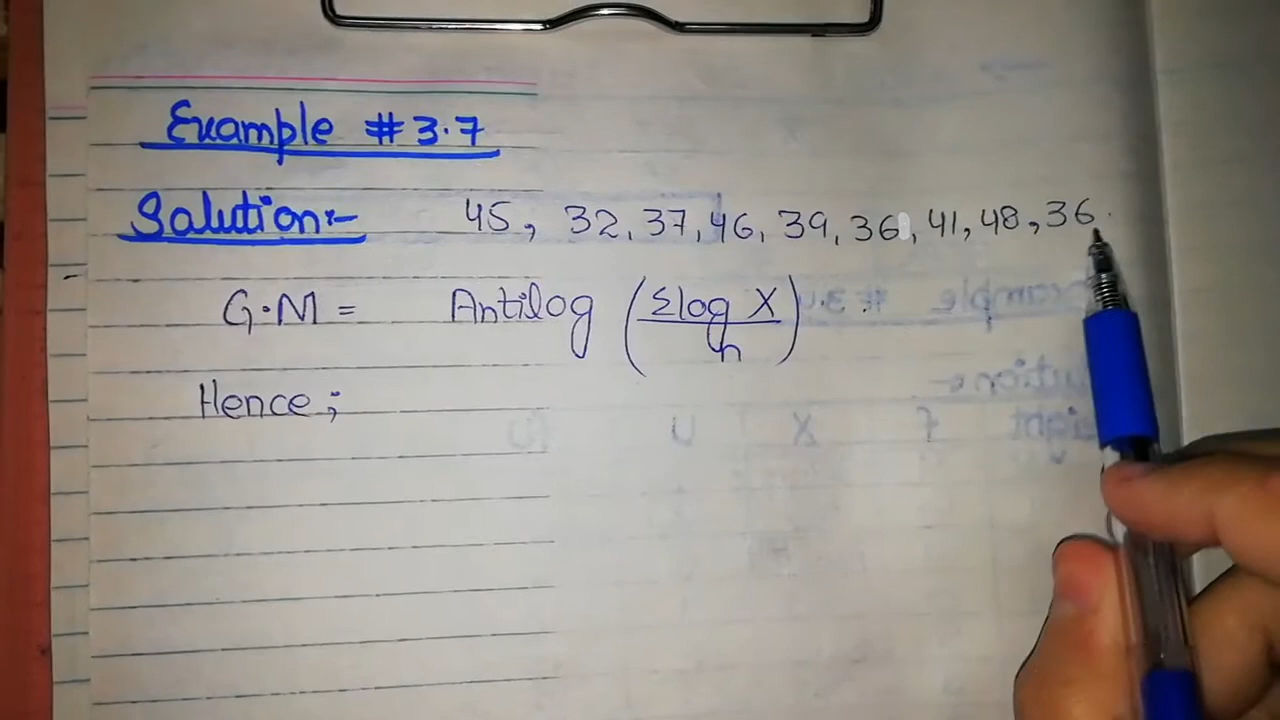 Example # 3.7
Solution:- 45, 32, 37, 46, 39, 36, 41, 48, 36.
G.M = Antilog (Σlog X / n)
Hence;